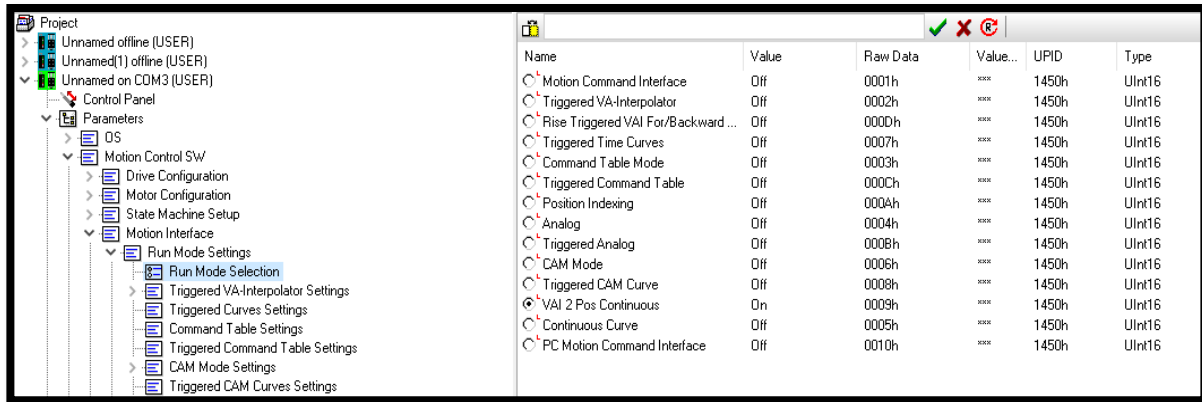 Project
Unnamed offline (USER)
Unnamed(1) offline (USER)
Unnamed on COM3 (USER)
Control Panel
Parameters
OS
Motion Control SW
Drive Configuration
Motor Configuration
State Machine Setup
Motion Interface
Run Mode Settings
Run Mode Selection
Triggered VA-Interpolator Settings
Triggered Curves Settings
Command Table Settings
Triggered Command Table Settings
CAM Mode Settings
Triggered CAM Curves Settings
Name Value Raw Data Value... UPID Type
Motion Command Interface Off 0001h *** 1450h UInt16
Triggered VA-Interpolator Off 0002h *** 1450h UInt16
Rise Triggered VAI For/Backward ... Off 000Dh *** 1450h UInt16
Triggered Time Curves Off 0007h *** 1450h UInt16
Command Table Mode Off 0003h *** 1450h UInt16
Triggered Command Table Off 000Ch *** 1450h UInt16
Position Indexing Off 000Ah *** 1450h UInt16
Analog Off 0004h *** 1450h UInt16
Triggered Analog Off 000Bh *** 1450h UInt16
CAM Mode Off 0006h *** 1450h UInt16
Triggered CAM Curve Off 0008h *** 1450h UInt16
VAI 2 Pos Continuous On 0009h *** 1450h UInt16
Continuous Curve Off 0005h *** 1450h UInt16
PC Motion Command Interface Off 0010h *** 1450h UInt16